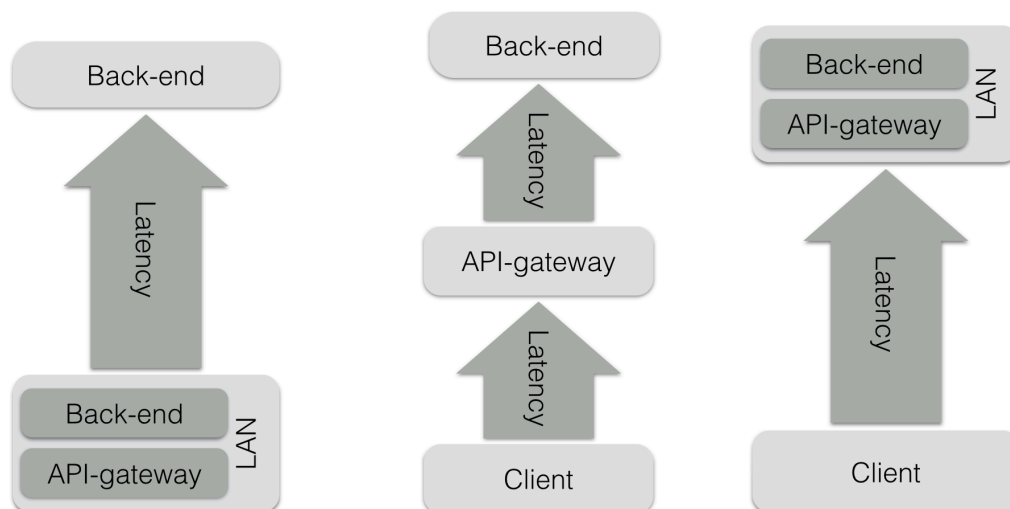 Back-end
Latency
Back-end
API-gateway
LAN
Back-end
Latency
API-gateway
Latency
Client
Back-end
API-gateway
LAN
Latency
Client